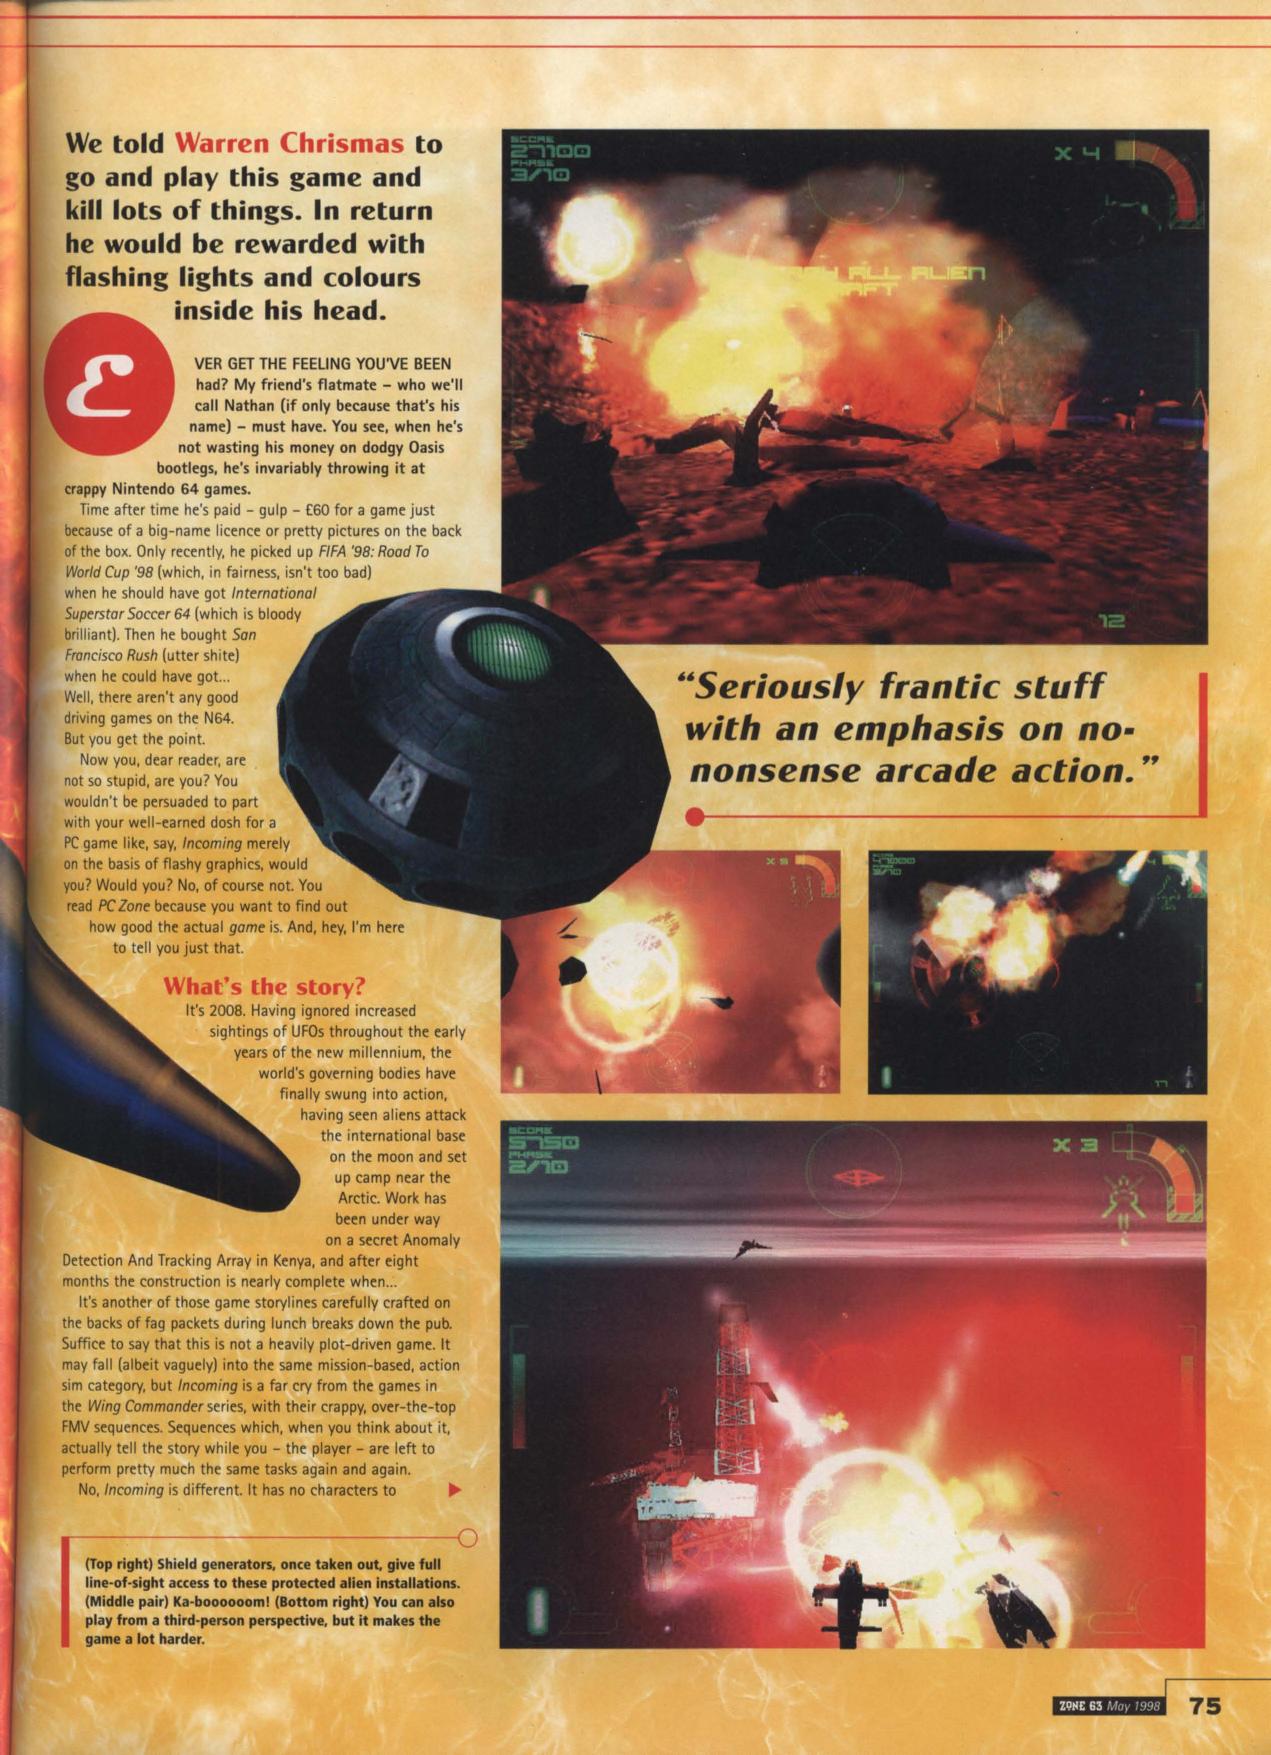 We told Warren Chrismas to
go and play this game and
kill lots of things. In return
he would be rewarded with
flashing lights and colours
inside his head.
EVER GET THE FEELING YOU'VE BEEN
had? My friend's flatmate – who we'll
call Nathan (if only because that's his
name) – must have. You see, when he's
not wasting his money on dodgy Oasis
bootlegs, he's invariably throwing it at
crappy Nintendo 64 games.
Time after time he's paid – gulp – £60 for a game just
because of a big-name licence or pretty pictures on the back
of the box. Only recently, he picked up FIFA '98: Road To
World Cup '98 (which, in fairness, isn't too bad)
when he should have got International
Superstar Soccer 64 (which is bloody
brilliant). Then he bought San
Francisco Rush (utter shite)
when he could have got...
Well, there aren't any good
driving games on the N64.
But you get the point.
Now you, dear reader, are
not so stupid, are you? You
wouldn't be persuaded to part
with your well-earned dosh for a
PC game like, say, Incoming merely
on the basis of flashy graphics, would
you? Would you? No, of course not. You
read PC Zone because you want to find out
how good the actual game is. And, hey, I'm here
to tell you just that.
What's the story?
It's 2008. Having ignored increased
sightings of UFOs throughout the early
years of the new millennium, the
world's governing bodies have
finally swung into action,
having seen aliens attack
the international base
on the moon and set
up camp near the
Arctic. Work has
been under way
on a secret Anomaly
Detection And Tracking Array in Kenya, and after eight
months the construction is nearly complete when...
It's another of those game storylines carefully crafted on
the backs of fag packets during lunch breaks down the pub.
Suffice to say that this is not a heavily plot-driven game. It
may fall (albeit vaguely) into the same mission-based, action
sim category, but Incoming is a far cry from the games in
the Wing Commander series, with their crappy, over-the-top
FMV sequences. Sequences which, when you think about it,
actually tell the story while you – the player – are left to
perform pretty much the same tasks again and again.
No, Incoming is different. It has no characters to
(Top right) Shield generators, once taken out, give full
line-of-sight access to these protected alien installations.
(Middle pair) Ka-boooooom! (Bottom right) You can also
play from a third-person perspective, but it makes the
game a lot harder.
SCORE
27100
PHASE
3/10
X 4
ALL ALIEN
12
"Seriously frantic stuff
with an emphasis on no-
nonsense arcade action."
X 5
SCORE
47000
PHASE
3/10
4
17
SCORE
5750
PHASE
2/10
X 3
ZONE 63 May 1998
75